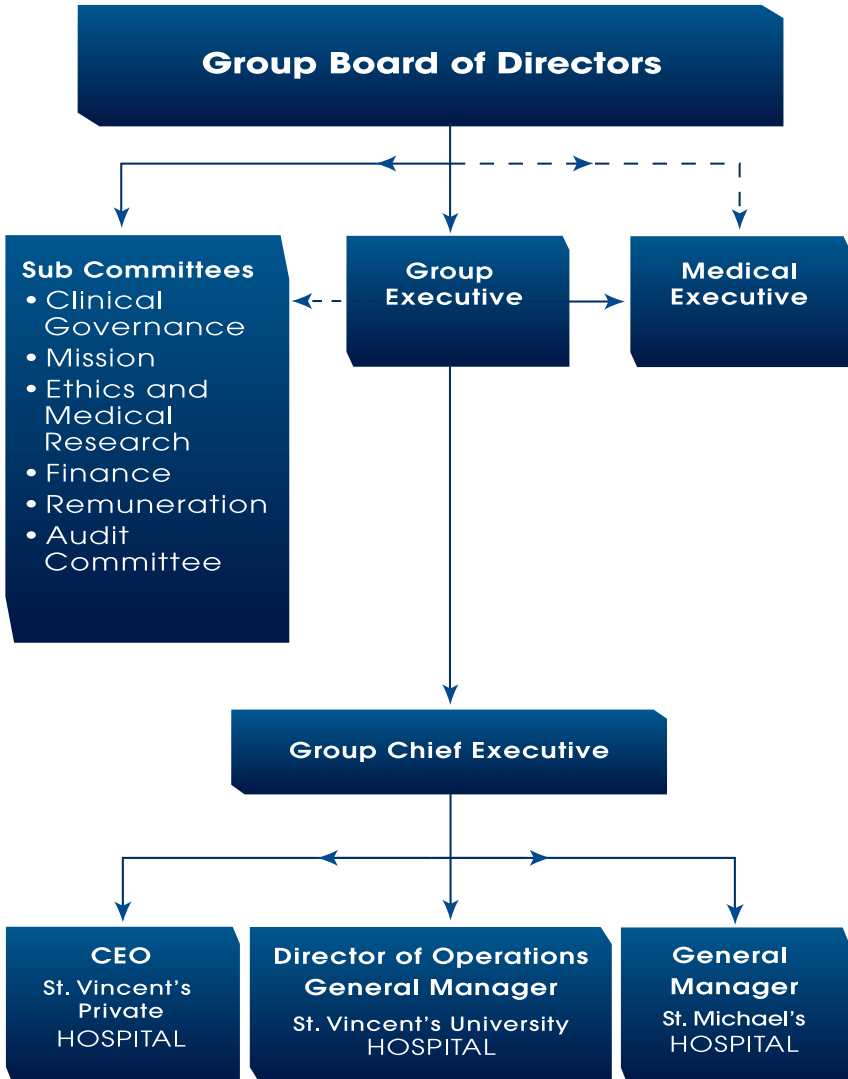 Group Board of Directors
Sub Committees
• Clinical
Governance
• Mission
• Ethics and
Medical
Research
• Finance
• Remuneration
• Audit
Committee
Group
Executive
Medical
Executive
Group Chief Executive
CEO
St. Vincent's
Private
HOSPITAL
Director of Operations
General Manager
St. Vincent's University
HOSPITAL
General
Manager
St. Michael's
HOSPITAL